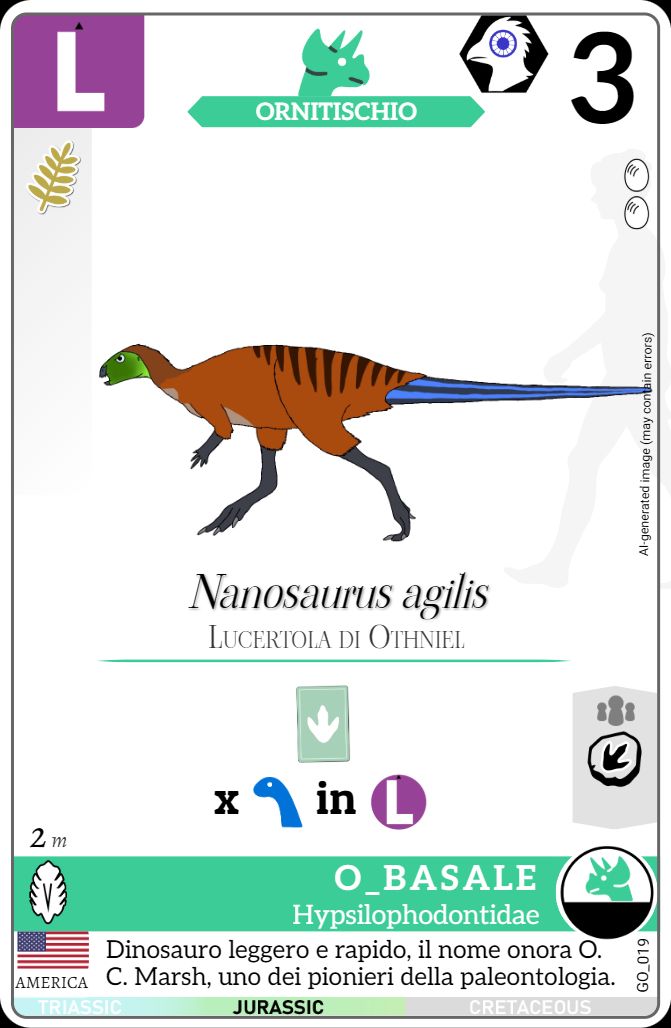 L
ORNITISCHIO
3
AI-generated image (may contain errors)
Nanosaurus agilis
LUCERTOLA DI OTHNIEL
x in L
2 m
O_BASALE
Hypsilophodontidae
AMERICA
Dinosauro leggero e rapido, il nome onora O.
C. Marsh, uno dei pionieri della paleontologia.
GO_019
TRIASSIC JURASSIC CRETACEOUS